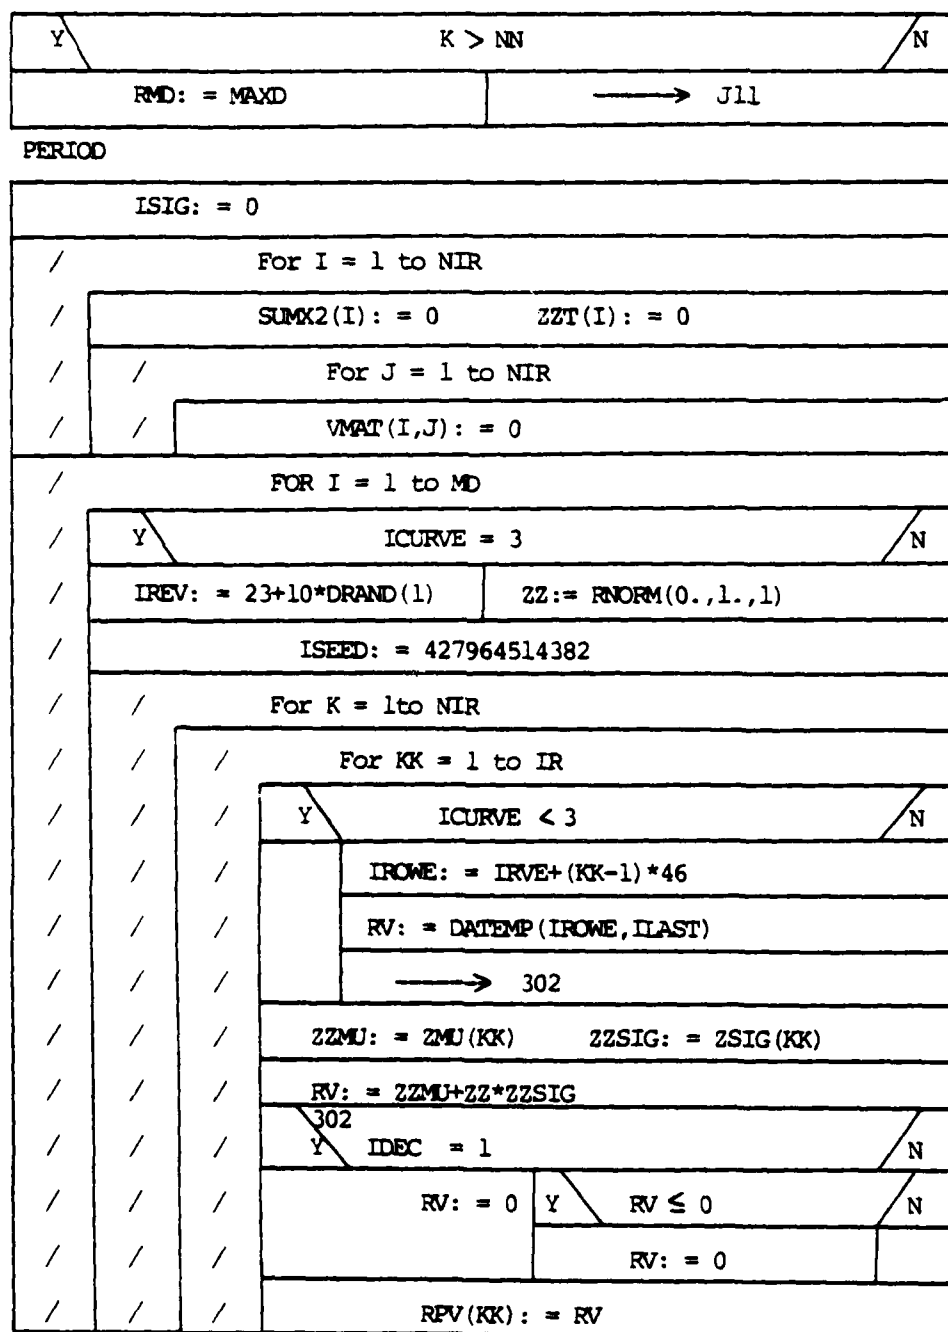 Y K > NN N
RMD: = MAXD ⟶ J11
PERIOD
ISIG: = 0
/ For I = 1 to NIR
/ SUMX2(I): = 0 ZZT(I): = 0
/ / For J = 1 to NIR
/ / VMAT(I,J): = 0
/ FOR I = 1 to MD
/ Y ICURVE = 3 N
/ IREV: = 23+10*DRAND(1) ZZ:= RNORM(0.,1.,1)
/ ISEED: = 427964514382
/ / For K = 1to NIR
/ / / For KK = 1 to IR
/ / / Y ICURVE < 3 N
/ / / IROWE: = IRVE+(KK-1)*46
/ / / RV: = DATEMP(IROWE,ILAST)
/ / / ⟶ 302
/ / / ZZMU: = ZMU(KK) ZZSIG: = ZSIG(KK)
/ / / RV: = ZZMU+ZZ*ZZSIG
302
/ / / Y IDEC = 1 N
/ / / RV: = 0 Y RV ≤ 0 N
/ / / RV: = 0
/ / / RPV(KK): = RV